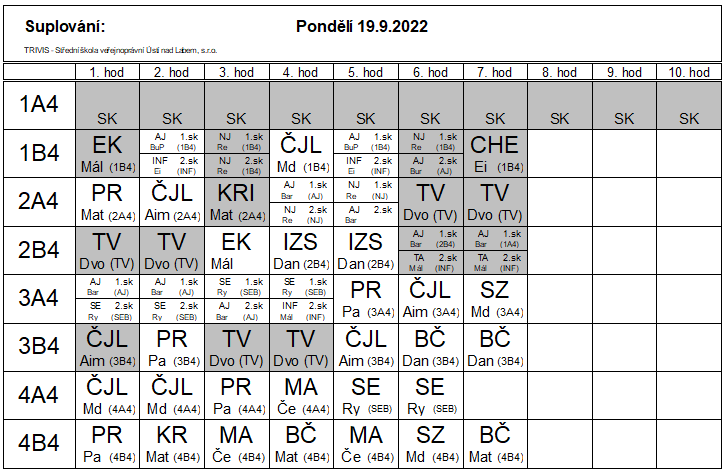 Suplování: Pondělí 19.9.2022
TRIVIS - Střední škola veřejnoprávní Ústí nad Labem, s.r.o.
1. hod 2. hod 3. hod 4. hod 5. hod 6. hod 7. hod 8. hod 9. hod 10. hod
1A4
SK SK SK SK SK SK SK SK SK SK
1B4
EK AJ 1.sk NJ 1.sk ČJL AJ 1.sk NJ 1.sk CHE
BuP (1B4) Re (1B4) BuP (1B4) Re (1B4)
INF 2.sk NJ 2.sk INF 2.sk AJ 2.sk
Mál (1B4) Ei (INF) Re (1B4) Md (1B4) Ei (INF) Bur (AJ) Ei (1B4)
2A4
PR ČJL KRI AJ 1.sk NJ 1.sk TV TV
Bar (AJ) Re (NJ)
NJ 2.sk AJ 2.sk
Mat (2A4) Aim (2A4) Mat (2A4) Re (NJ) Bar Dvo (TV) Dvo (TV)
2B4
TV TV EK IZS IZS AJ 1.sk AJ 1.sk
Bar (2B4) Bar (1A4)
TA 2.sk TA 2.sk
Dvo (TV) Dvo (TV) Mál Dan (2B4) Dan (2B4) Mál (INF) Mál (INF)
3A4
AJ 1.sk AJ 1.sk SE 1.sk SE 1.sk PR ČJL SZ
Bar (AJ) Bar (AJ) Ry (SEB) Ry (SEB)
SE 2.sk SE 2.sk AJ 2.sk INF 2.sk
Ry (SEB) Ry (SEB) Bar (AJ) Mál (INF) Pa (3A4) Aim (3A4) Md (3A4)
3B4
ČJL PR TV TV ČJL BČ BČ
Aim (3B4) Pa (3B4) Dvo (TV) Dvo (TV) Aim (3B4) Dan (3B4) Dan (3B4)
4A4
ČJL ČJL PR MA SE SE
Md (4A4) Md (4A4) Pa (4A4) Če (4A4) Ry (SEB) Ry (SEB)
4B4
PR KR MA BČ MA SZ BČ
Pa (4B4) Mat (4B4) Če (4B4) Mat (4B4) Če (4B4) Md (4B4) Mat (4B4)